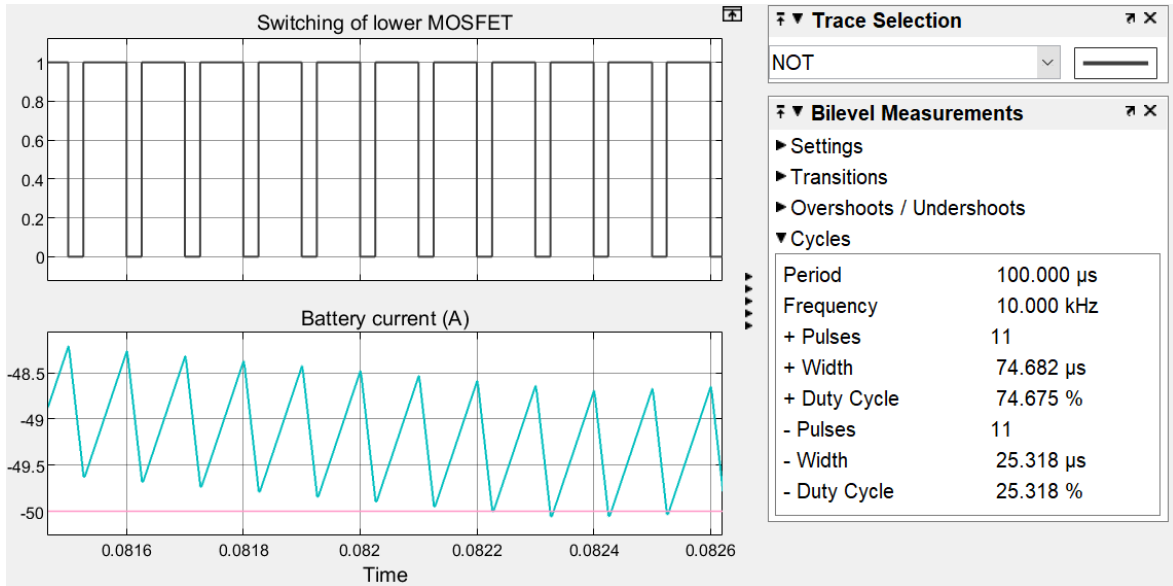 Switching of lower MOSFET
1
0.8
0.6
0.4
0.2
0
Battery current (A)
-48.5
-49
-49.5
-50
0.0816 0.0818 0.082 0.0822 0.0824 0.0826
Time
Trace Selection
NOT
Bilevel Measurements
Settings
Transitions
Overshoots / Undershoots
Cycles
Period 100.000 µs
Frequency 10.000 kHz
+ Pulses 11
+ Width 74.682 µs
+ Duty Cycle 74.675 %
- Pulses 11
- Width 25.318 µs
- Duty Cycle 25.318 %